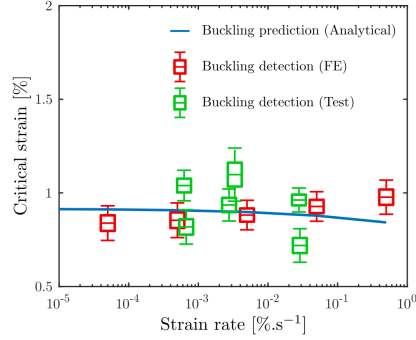 2
Buckling prediction (Analytical)
Buckling detection (FE)
1.5
Buckling detection (Test)
Critical strain [%]
1
0.5
10^-5 10^-4 10^-3 10^-2 10^-1 10^0
Strain rate [%.s^-1]